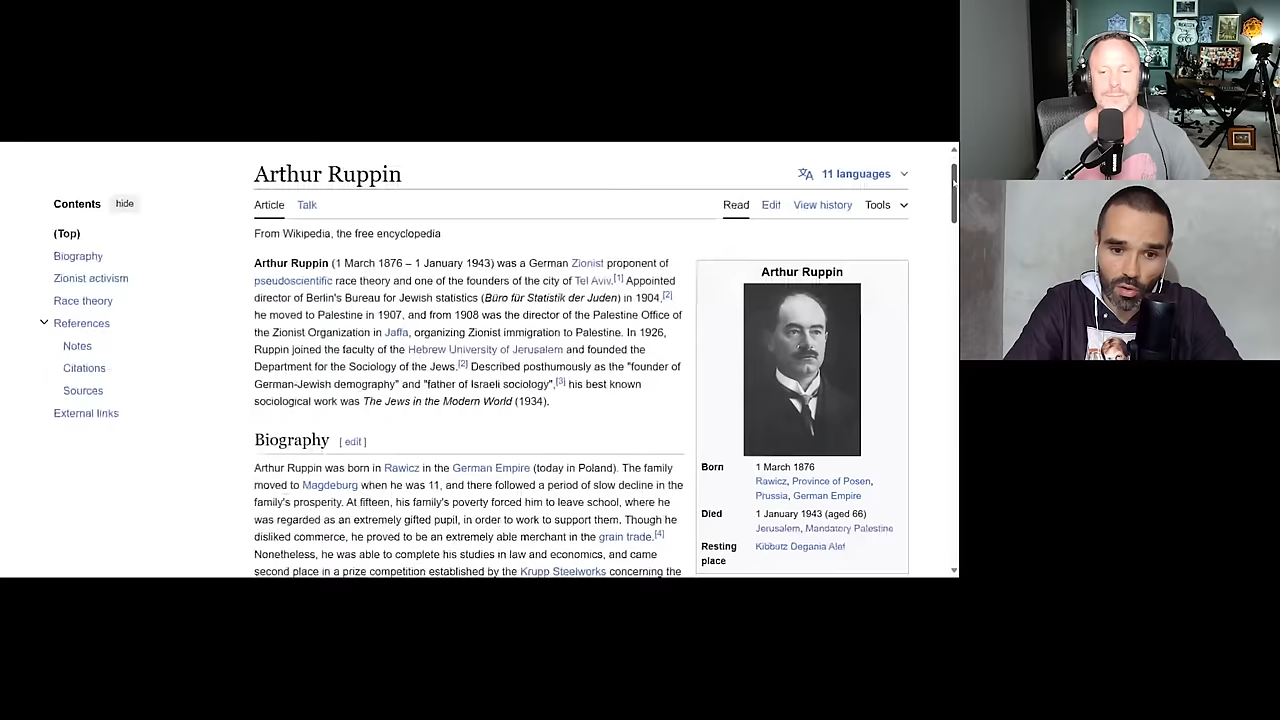 Arthur Ruppin
11 languages
Contents hide
Article Talk
Read Edit View history Tools
(Top)
Biography
Zionist activism
Race theory
References
Notes
Citations
Sources
External links
From Wikipedia, the free encyclopedia
Arthur Ruppin (1 March 1876 – 1 January 1943) was a German Zionist proponent of
pseudoscientific race theory and one of the founders of the city of Tel Aviv.[1] Appointed
director of Berlin's Bureau for Jewish statistics (Büro für Statistik der Juden) in 1904,[2]
he moved to Palestine in 1907, and from 1908 was the director of the Palestine Office of
the Zionist Organization in Jaffa, organizing Zionist immigration to Palestine. In 1926,
Ruppin joined the faculty of the Hebrew University of Jerusalem and founded the
Department for the Sociology of the Jews.[2] Described posthumously as the "founder of
German-Jewish demography" and "father of Israeli sociology",[3] his best known
sociological work was The Jews in the Modern World (1934).
Biography [ edit ]
Arthur Ruppin was born in Rawicz in the German Empire (today in Poland). The family
moved to Magdeburg when he was 11, and there followed a period of slow decline in the
family's prosperity. At fifteen, his family's poverty forced him to leave school, where he
was regarded as an extremely gifted pupil, in order to work to support them. Though he
disliked commerce, he proved to be an extremely able merchant in the grain trade.[4]
Nonetheless, he was able to complete his studies in law and economics, and came
second place in a prize competition established by the Krupp Steelworks concerning the
Arthur Ruppin
Born 1 March 1876
Rawicz, Province of Posen,
Prussia, German Empire
Died 1 January 1943 (aged 66)
Jerusalem, Mandatory Palestine
Resting Kibbutz Degania Alef
place